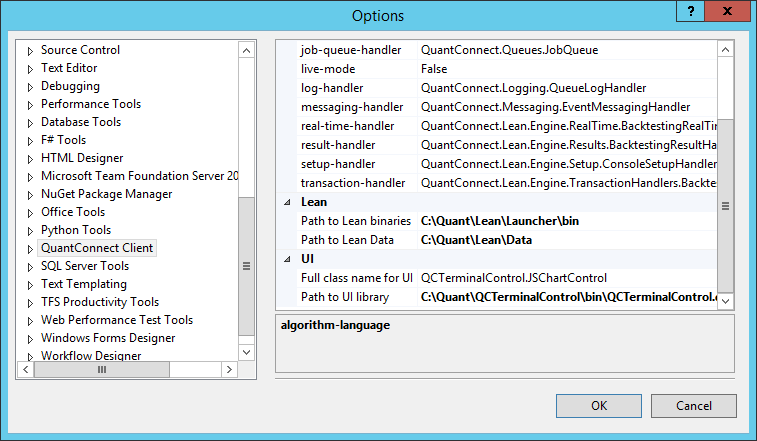 Options
? x
Source Control
Text Editor
Debugging
Performance Tools
Database Tools
F# Tools
HTML Designer
Microsoft Team Foundation Server 20
NuGet Package Manager
Office Tools
Python Tools
QuantConnect Client
SQL Server Tools
Text Templating
TFS Productivity Tools
Web Performance Test Tools
Windows Forms Designer
Workflow Designer
job-queue-handler QuantConnect.Queues.JobQueue
live-mode False
log-handler QuantConnect.Logging.QueueLogHandler
messaging-handler QuantConnect.Messaging.EventMessagingHandler
real-time-handler QuantConnect.Lean.Engine.RealTime.BacktestingRealTim
result-handler QuantConnect.Lean.Engine.Results.BacktestingResultHa
setup-handler QuantConnect.Lean.Engine.Setup.ConsoleSetupHandler
transaction-handler QuantConnect.Lean.Engine.TransactionHandlers.Backte
Lean
Path to Lean binaries C:\Quant\Lean\Launcher\bin
Path to Lean Data C:\Quant\Lean\Data
UI
Full class name for UI QCTerminalControl.JSChartControl
Path to UI library C:\Quant\QCTerminalControl\bin\QCTerminalControl.
algorithm-language
OK Cancel